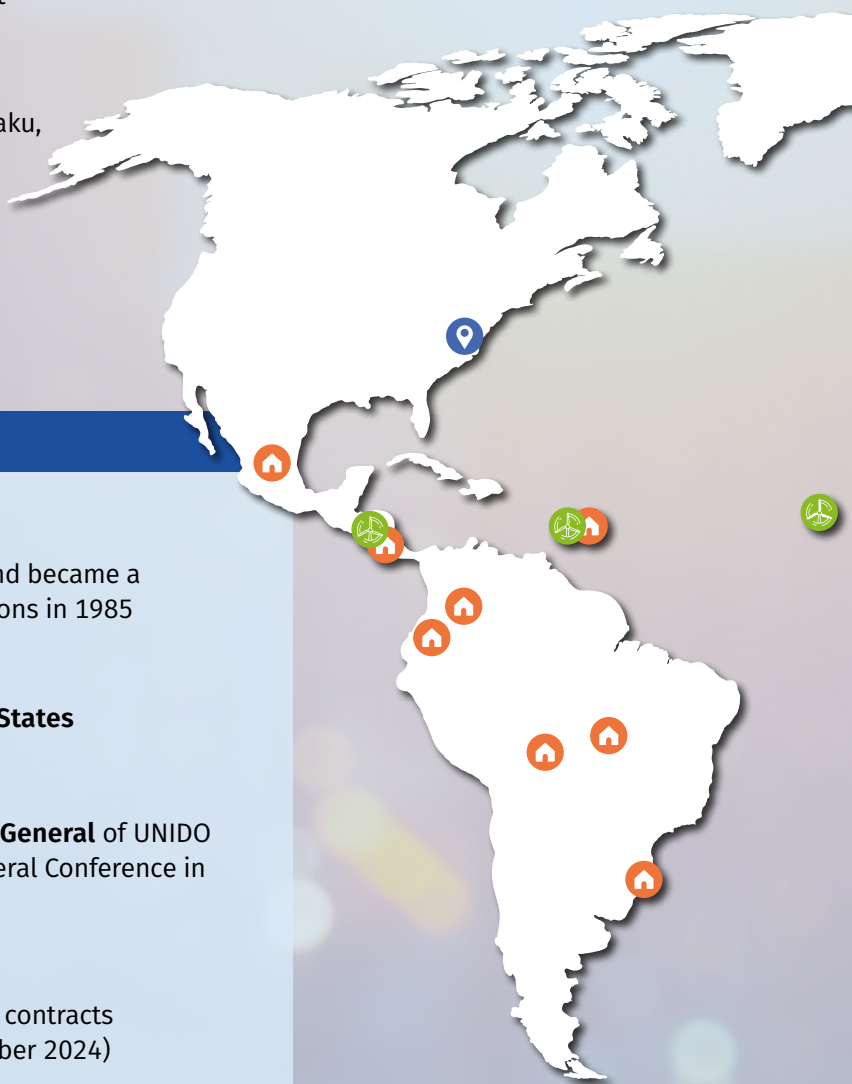 aku,
nd became a
ons in 1985
States
General of UNIDO
eral Conference in
contracts
ber 2024)